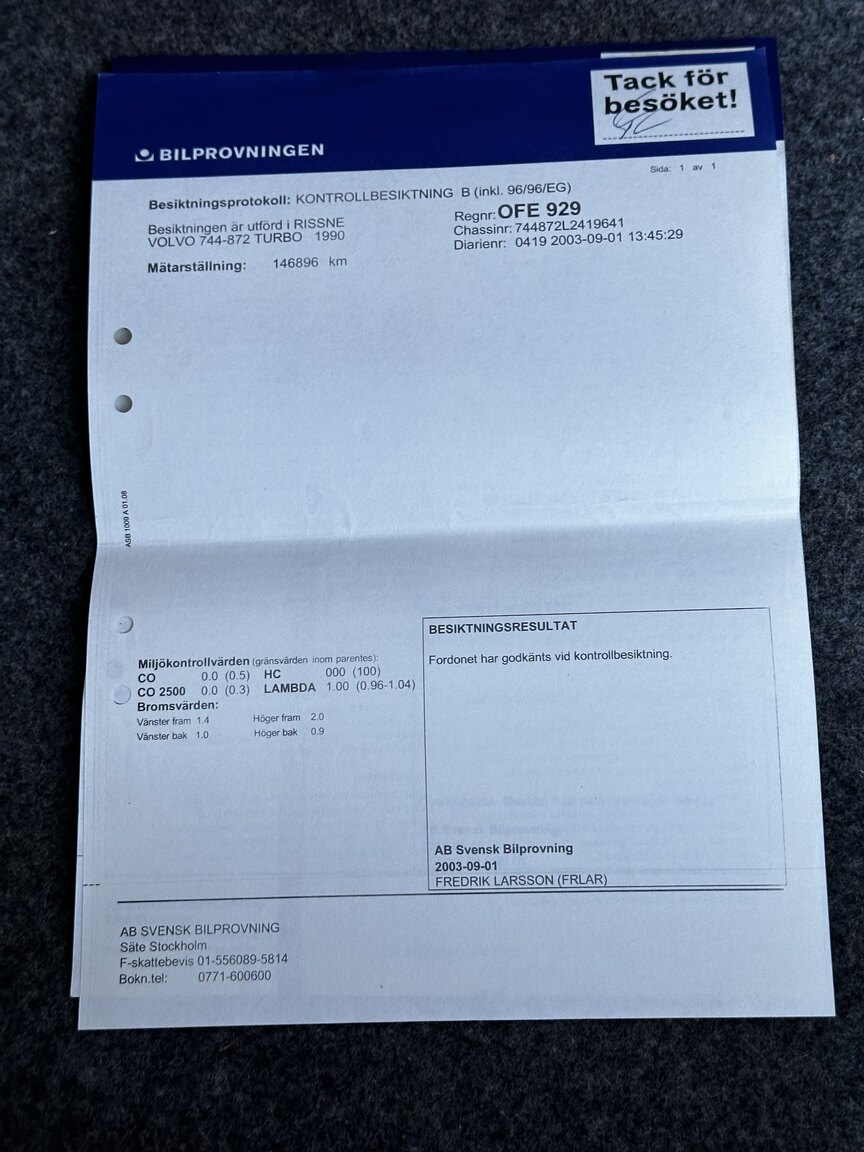 Tack för
besöket!
BILPROVNINGEN
Sida: 1 av 1
Besiktningsprotokoll: KONTROLLBESIKTNING B (inkl. 96/96/EG)
Besiktningen är utförd i RISSNE
VOLVO 744-872 TURBO 1990
Regnr: OFE 929
Chassinr: 744872L2419641
Diarienr: 0419 2003-09-01 13:45:29
Mätarställning: 146896 km
ASB 1009 A 01.08
Miljökontrollvärden (gränsvärden inom parentes):
CO 0.0 (0.5) HC 000 (100)
CO 2500 0.0 (0.3) LAMBDA 1.00 (0.96-1.04)
Bromsvärden:
Vänster fram 1.4 Höger fram 2.0
Vänster bak 1.0 Höger bak 0.9
BESIKTNINGSRESULTAT
Fordonet har godkänts vid kontrollbesiktning.
AB Svensk Bilprovning
2003-09-01
FREDRIK LARSSON (FRLAR)
AB SVENSK BILPROVNING
Säte Stockholm
F-skattebevis 01-556089-5814
Bokn.tel: 0771-600600